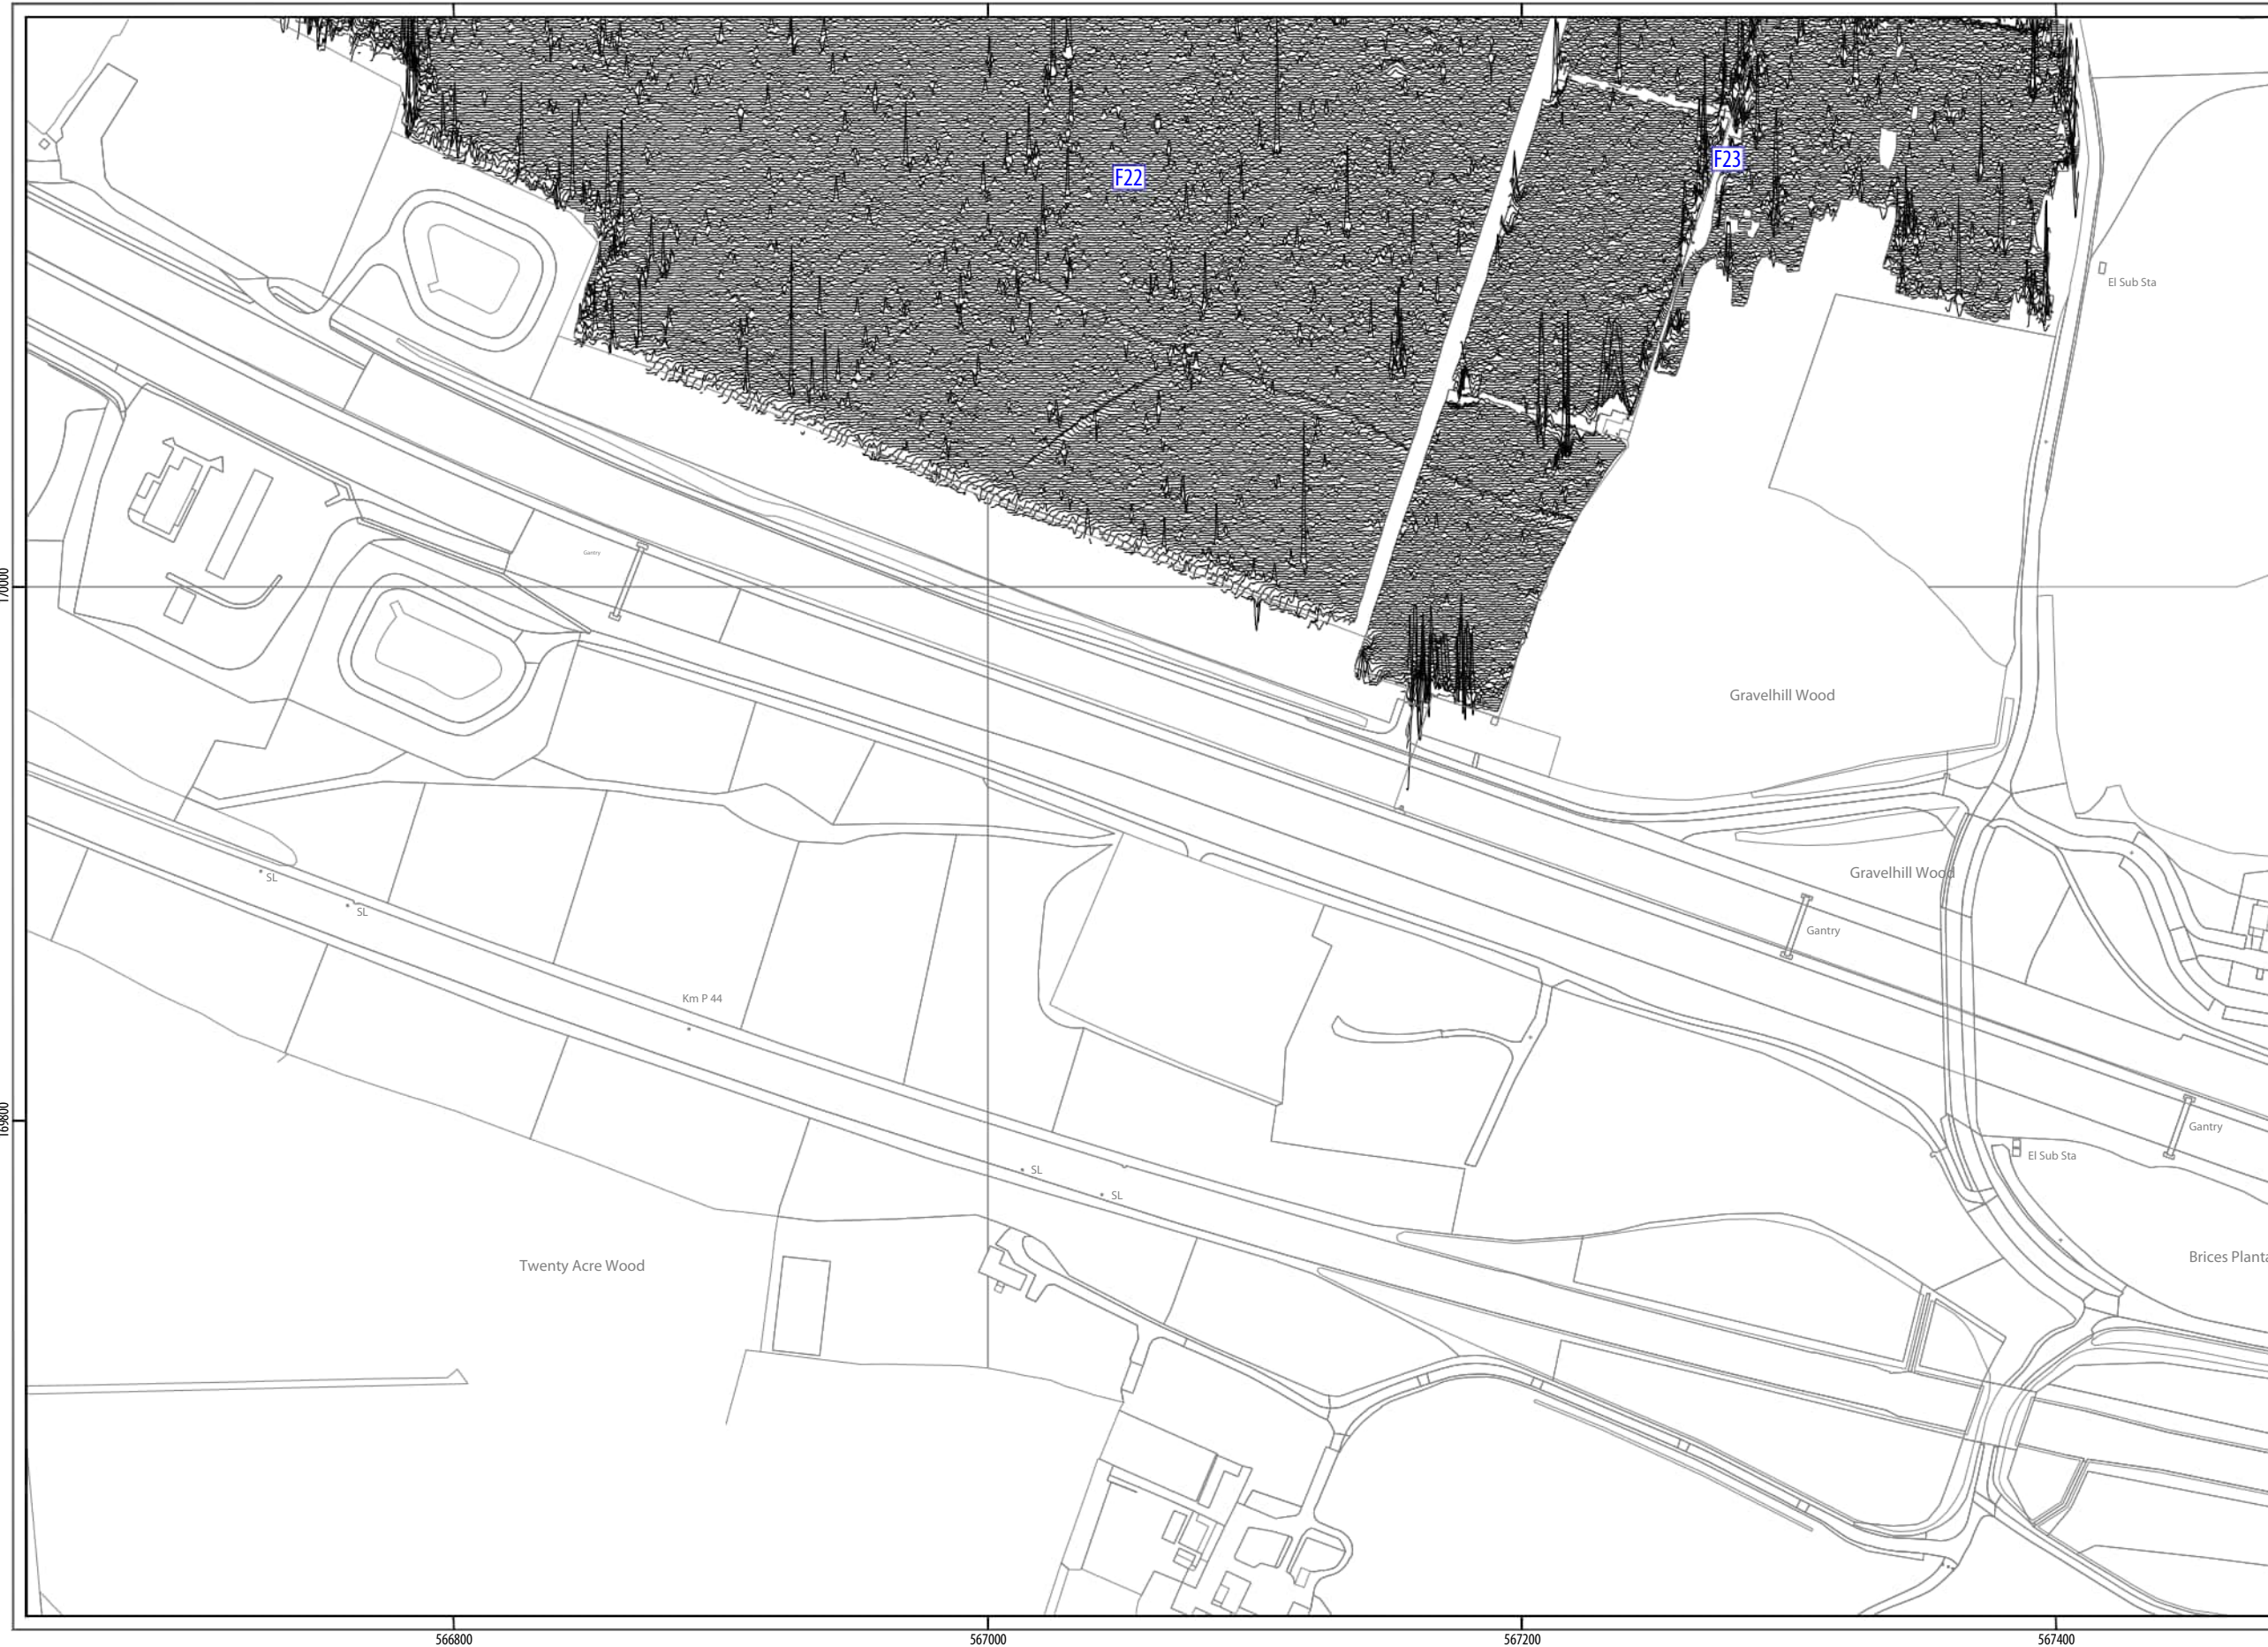 F23
F22
El Sub Sta
Gantry
170000
Gravelhill Wood
Gravelhill Wood
SL
SL
Gantry
Km P 44
169800
Gantry
El Sub Sta
SL
SL
Brices Planta
Twenty Acre Wood
566800
567000
567200
567400